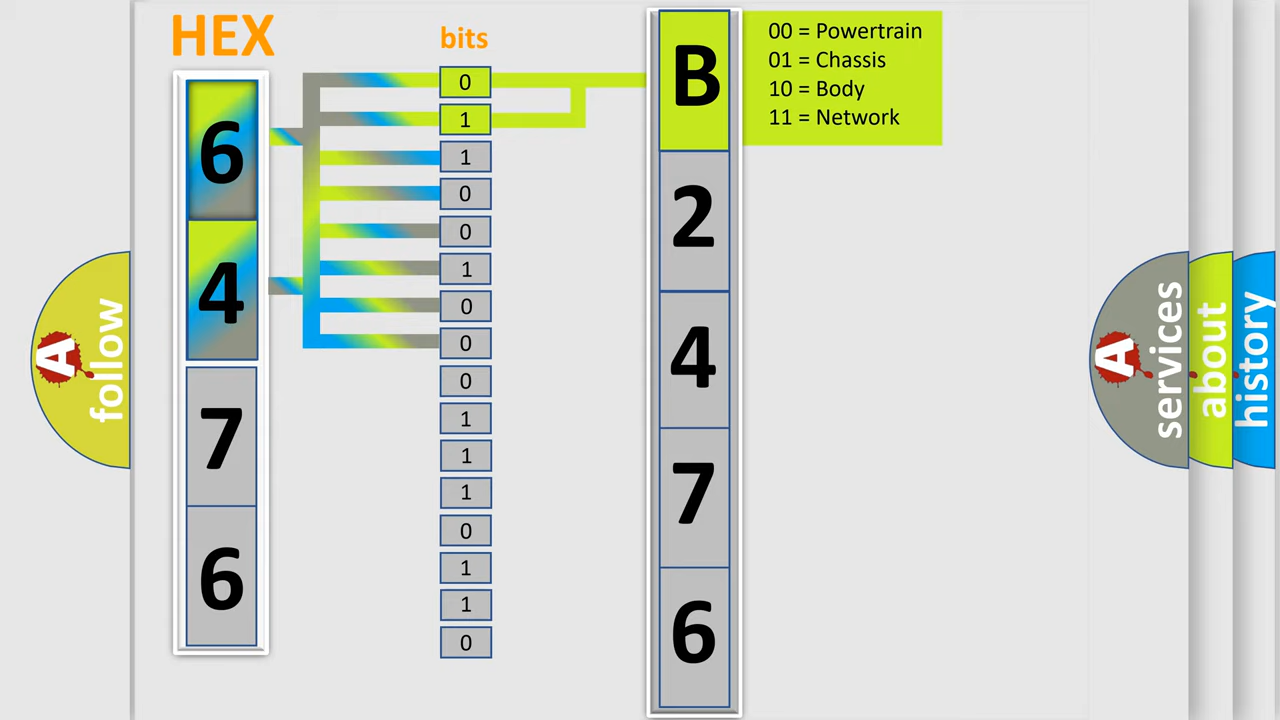 HEX
bits
6
4
7
6
0
1
1
0
0
1
0
0
0
1
1
1
0
1
1
0
B
2
4
7
6
00 = Powertrain
01 = Chassis
10 = Body
11 = Network
A
follow
A
services
about
history